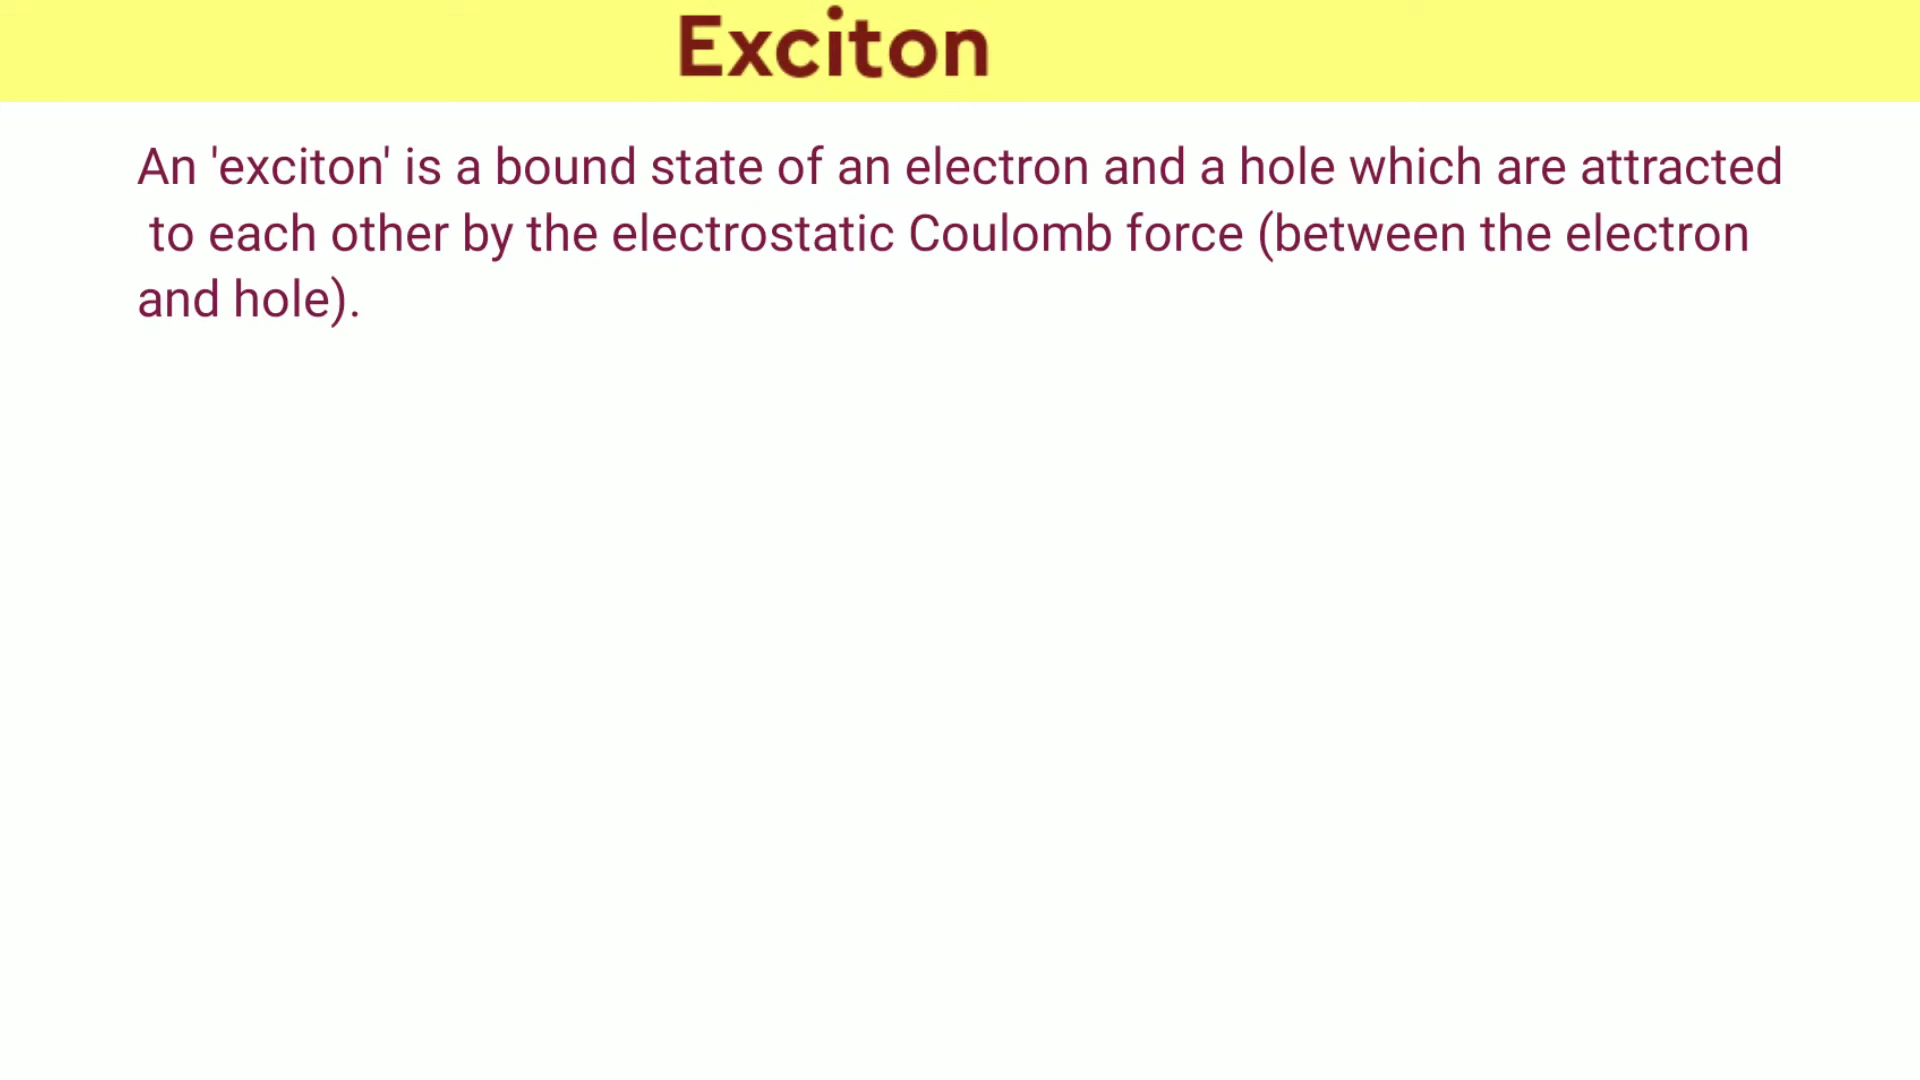 Exciton
An 'exciton' is a bound state of an electron and a hole which are attracted
to each other by the electrostatic Coulomb force (between the electron
and hole).